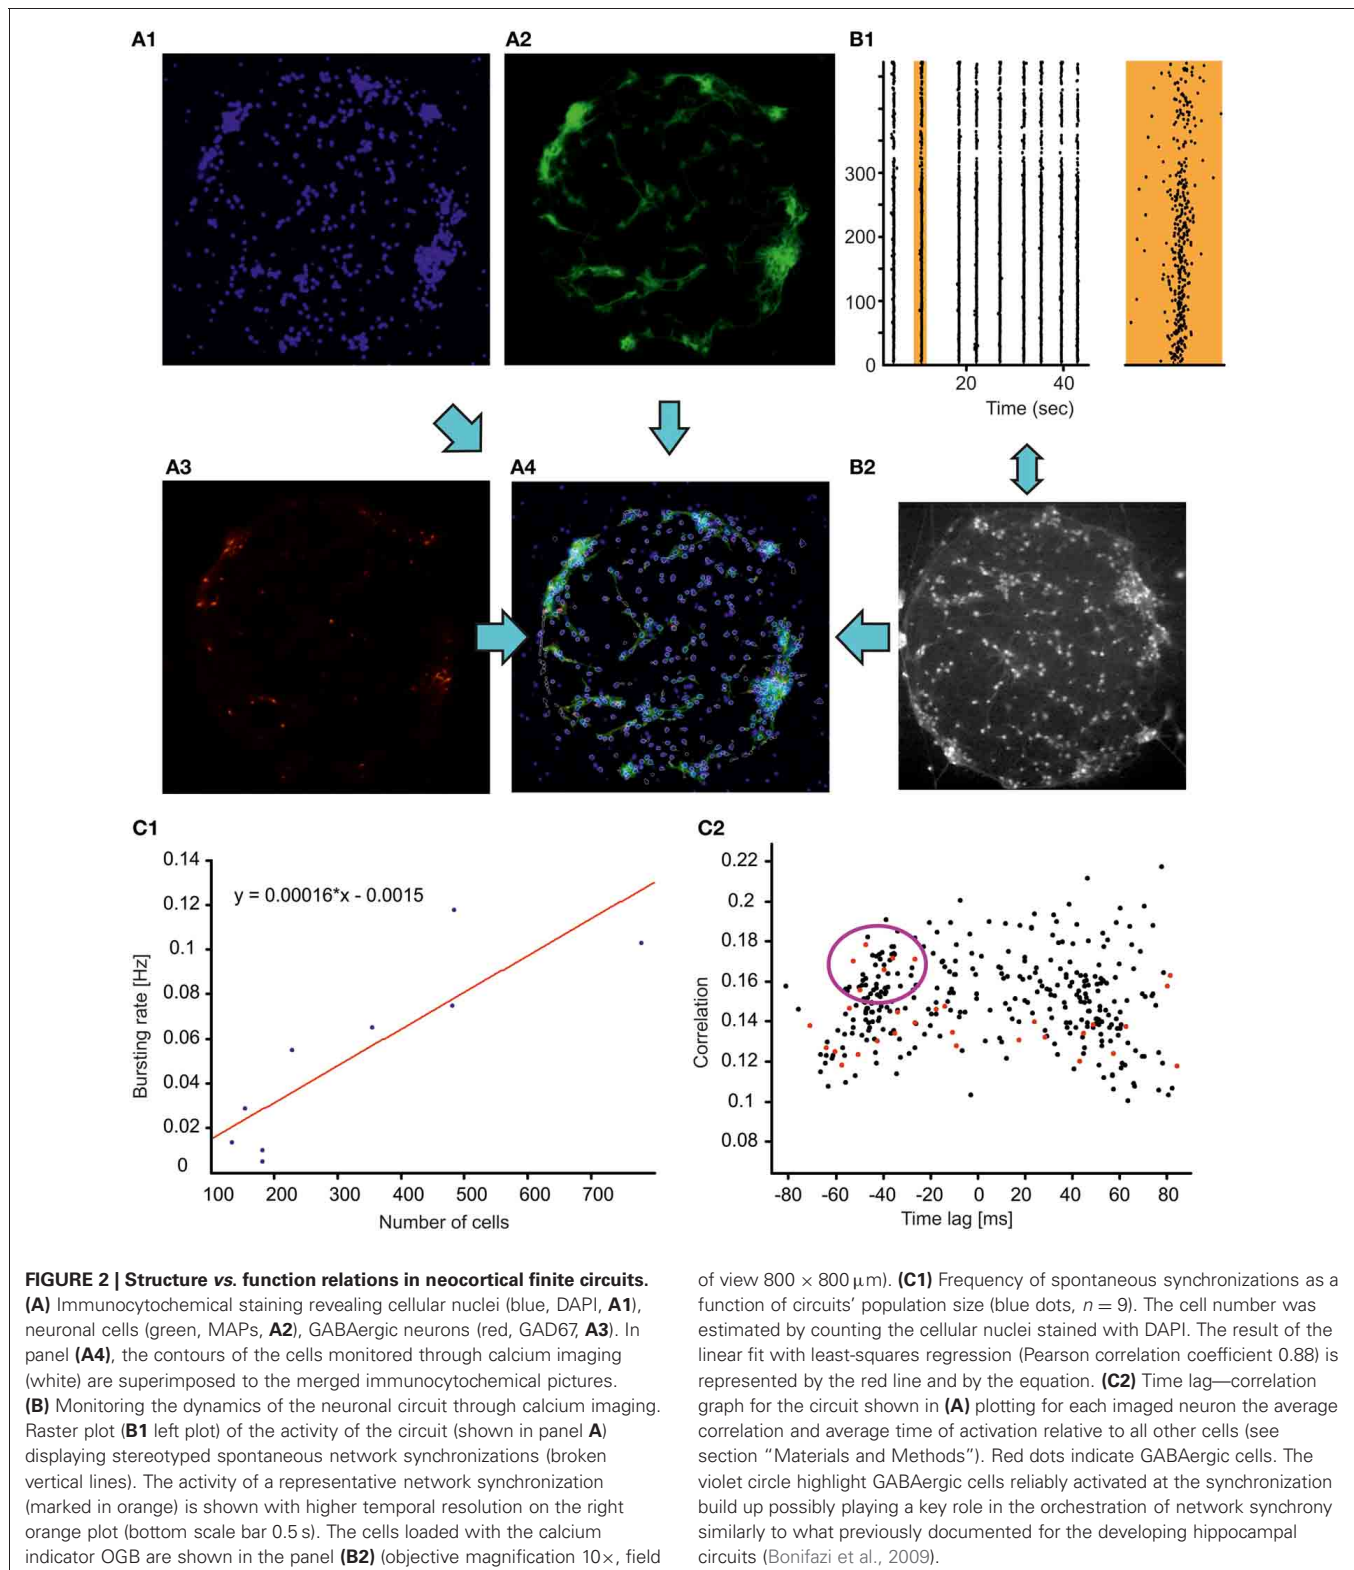 A1
A2
B1
300
200
100
0
20
40
Time (sec)
A3
A4
B2
C1
0.14
0.12
0.1
0.08
0.06
0.04
0.02
0
y = 0.00016*x - 0.0015
Bursting rate [Hz]
100
200
300
400
500
600
700
Number of cells
C2
0.22
0.2
0.18
0.16
0.14
0.12
0.1
0.08
Correlation
-80
-60
-40
-20
0
20
40
60
80
Time lag [ms]
FIGURE 2 | Structure vs. function relations in neocortical finite circuits.
(A) Immunocytochemical staining revealing cellular nuclei (blue, DAPI, A1),
neuronal cells (green, MAPs, A2), GABAergic neurons (red, GAD67, A3). In
panel (A4), the contours of the cells monitored through calcium imaging
(white) are superimposed to the merged immunocytochemical pictures.
(B) Monitoring the dynamics of the neuronal circuit through calcium imaging.
Raster plot (B1 left plot) of the activity of the circuit (shown in panel A)
displaying stereotyped spontaneous network synchronizations (broken
vertical lines). The activity of a representative network synchronization
(marked in orange) is shown with higher temporal resolution on the right
orange plot (bottom scale bar 0.5 s). The cells loaded with the calcium
indicator OGB are shown in the panel (B2) (objective magnification 10×, field
of view 800 × 800 μm). (C1) Frequency of spontaneous synchronizations as a
function of circuits' population size (blue dots, n = 9). The cell number was
estimated by counting the cellular nuclei stained with DAPI. The result of the
linear fit with least-squares regression (Pearson correlation coefficient 0.88) is
represented by the red line and by the equation. (C2) Time lag—correlation
graph for the circuit shown in (A) plotting for each imaged neuron the average
correlation and average time of activation relative to all other cells (see
section "Materials and Methods"). Red dots indicate GABAergic cells. The
violet circle highlight GABAergic cells reliably activated at the synchronization
build up possibly playing a key role in the orchestration of network synchrony
similarly to what previously documented for the developing hippocampal
circuits (Bonifazi et al., 2009).